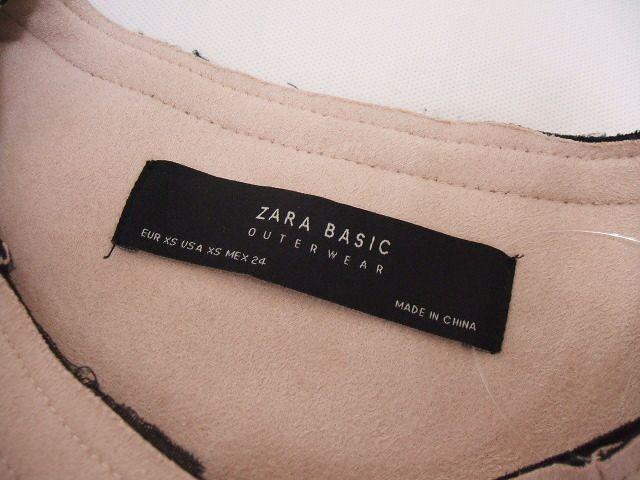 ZARA BASIC
OUTERWEAR
EUR XS USA XS MEX 24
MADE IN CHINA